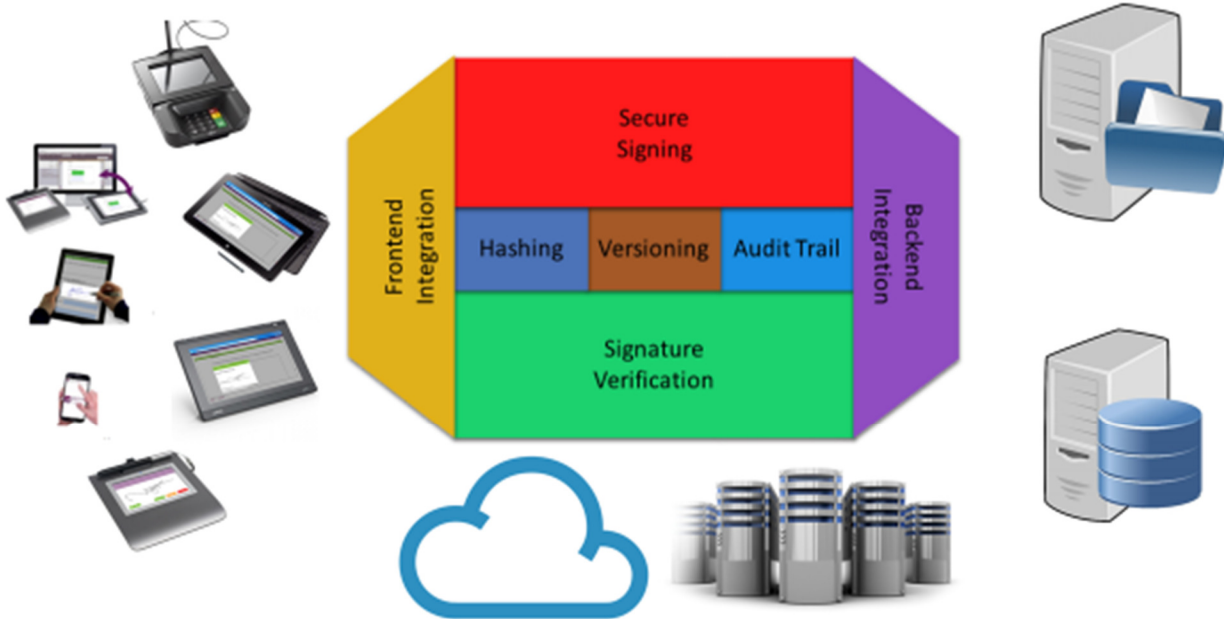 Secure
Signing
Frontend
Integration
Hashing
Versioning
Audit Trail
Backend
Integration
Signature
Verification